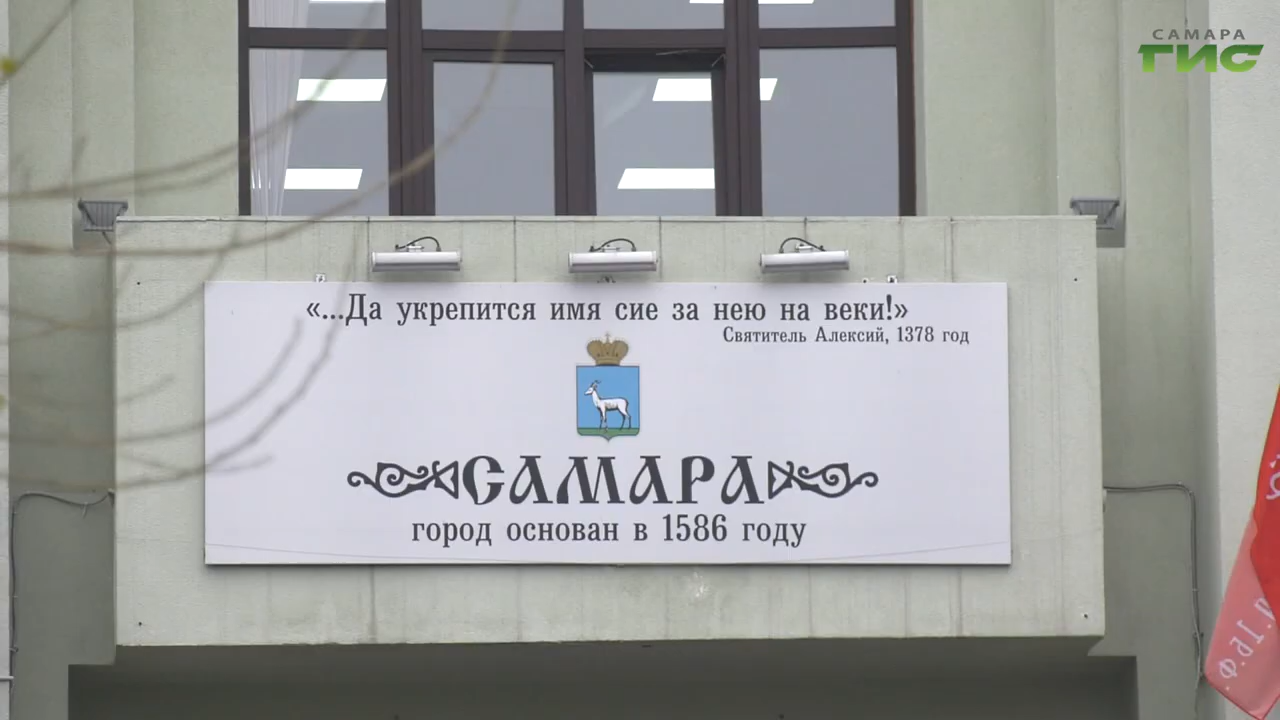 САМАРА
ГИС
«...Да укрепится имя сие за нею на веки!»
Святитель Алексий, 1378 год
САМАРА
город основан в 1586 году